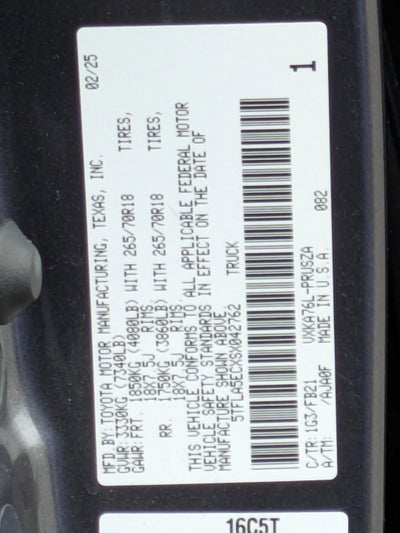 MFD.BY:TOYOTA MOTOR MANUFACTURING, TEXAS, INC. 02/25
GVWR:3330KG (7340LB)
GAWR:FRT. 1850KG (4080LB) WITH 265/70R18 TIRES,
18X7.5J RIMS,
RR. 1750KG (3860LB) WITH 265/70R18 TIRES,
18X7.5J RIMS
THIS VEHICLE CONFORMS TO ALL APPLICABLE FEDERAL MOTOR
VEHICLE SAFETY STANDARDS IN EFFECT ON THE DATE OF
MANUFACTURE SHOWN ABOVE.
5TFLA5ECXSX042762 TRUCK 1
082
C/TR:1G3/FB21 VXKA76L-PRUSZA
A/TM: /AJA0F MADE IN U.S.A.
16C5T